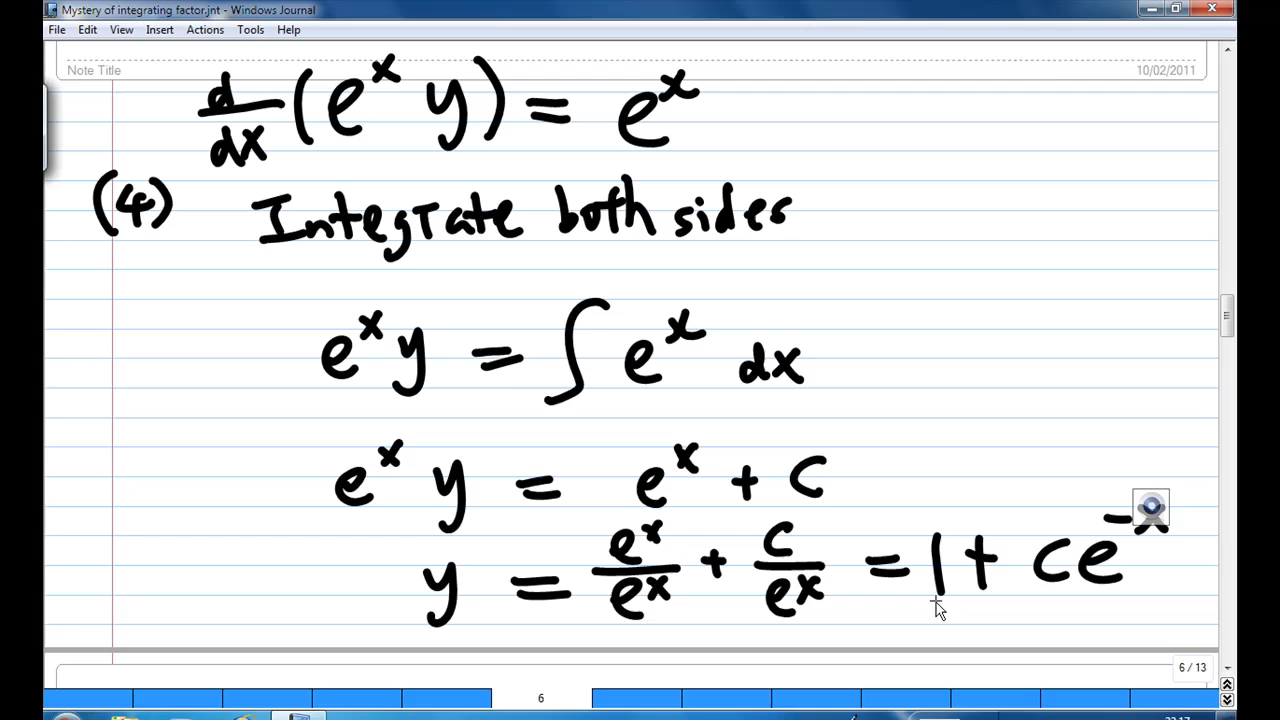 Mystery of integrating factor.jnt - Windows Journal
File Edit View Insert Actions Tools Help
Note Title 10/02/2011
d/dx (e^x y) = e^x
(4) Integrate both sides
e^x y = ∫ e^x dx
e^x y = e^x + c
y = e^x/e^x + c/e^x = 1 + ce^-x
6 / 13
6